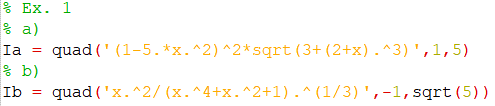 % Ex. 1
% a)
Ia = quad('(1-5.*x.^2)^2*sqrt(3+(2+x).^3)',1,5)
% b)
Ib = quad('x.^2/(x.^4+x.^2+1).^(1/3)',-1,sqrt(5))